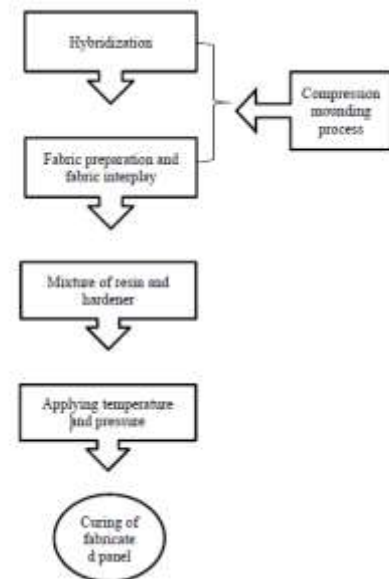 Hybridization
Compression
mounding
process
Fabric preparation and
fabric interplay
Mixture of resin and
hardener
Applying temperature
and pressure
Curing of
fabricate
d panel